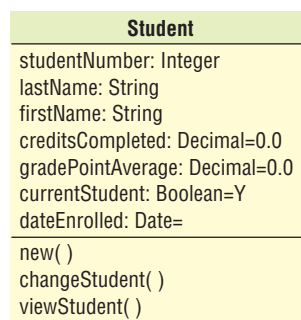 Student
studentNumber: Integer
lastName: String
firstName: String
creditsCompleted: Decimal=0.0
gradePointAverage: Decimal=0.0
currentStudent: Boolean=Y
dateEnrolled: Date=
new( )
changeStudent( )
viewStudent( )